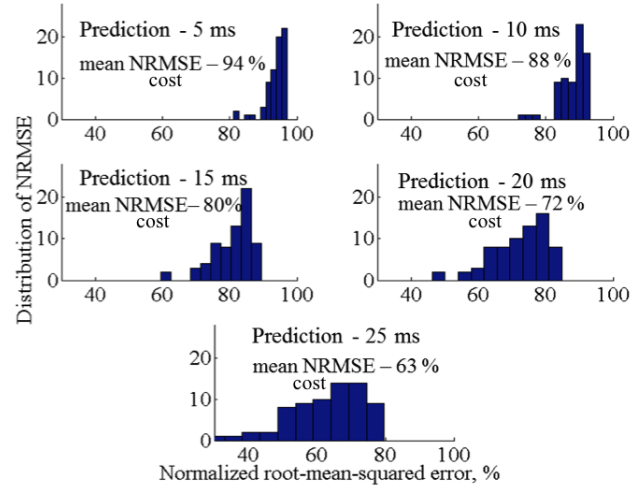 Distribution of NRMSE
Prediction - 5 ms
mean NRMSE – 94 %
cost
20
10
0
40 60 80 100
Prediction - 10 ms
mean NRMSE – 88 %
cost
20
10
0
40 60 80 100
Prediction - 15 ms
mean NRMSE– 80%
cost
20
10
0
40 60 80 100
Prediction - 20 ms
mean NRMSE – 72 %
cost
20
10
0
40 60 80 100
Prediction - 25 ms
mean NRMSE – 63 %
cost
20
10
0
40 60 80 100
Normalized root-mean-squared error, %